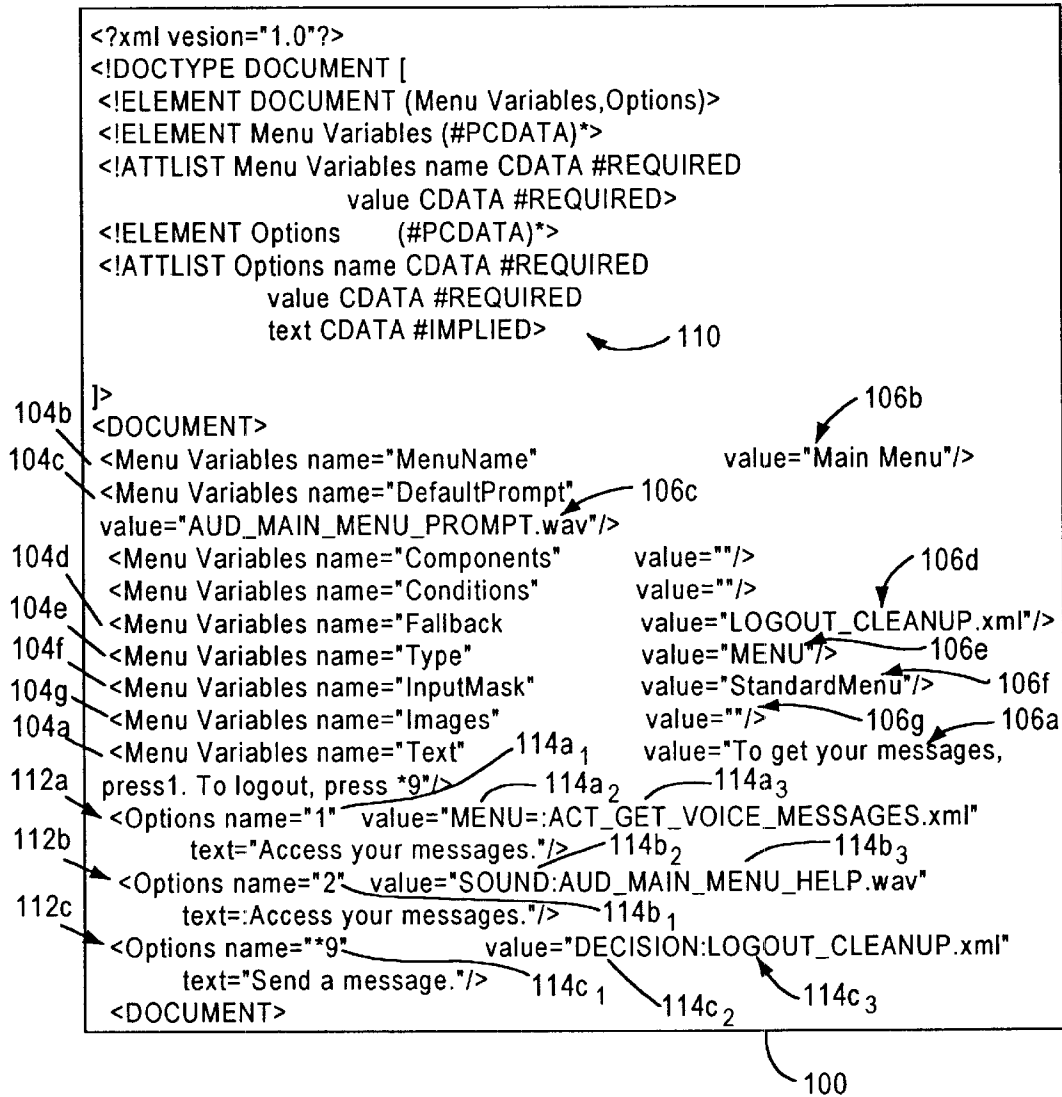 <?xml vesion="1.0"?>
<!DOCTYPE DOCUMENT [
<!ELEMENT DOCUMENT (Menu Variables,Options)>
<!ELEMENT Menu Variables (#PCDATA)*>
<!ATTLIST Menu Variables name CDATA #REQUIRED
value CDATA #REQUIRED>
<!ELEMENT Options (#PCDATA)*>
<!ATTLIST Options name CDATA #REQUIRED
value CDATA #REQUIRED
text CDATA #IMPLIED> 110
]>
104b <DOCUMENT> 106b
<Menu Variables name="MenuName" value="Main Menu"/>
104c <Menu Variables name="DefaultPrompt" 106c
value="AUD_MAIN_MENU_PROMPT.wav"/>
104d <Menu Variables name="Components" value=""/> 106d
<Menu Variables name="Conditions" value=""/>
104e <Menu Variables name="Fallback value="LOGOUT_CLEANUP.xml"/>
104f <Menu Variables name="Type" value="MENU"/> 106e
<Menu Variables name="InputMask" value="StandardMenu"/> 106f
104g <Menu Variables name="Images" value=""/> 106g 106a
104a <Menu Variables name="Text" 114a1 value="To get your messages,
112a press1. To logout, press *9"/> 114a2 114a3
<Options name="1" value="MENU=:ACT_GET_VOICE_MESSAGES.xml"
112b text="Access your messages."/> 114b2 114b3
<Options name="2" value="SOUND:AUD_MAIN_MENU_HELP.wav"
112c text=:Access your messages."/> 114b1
<Options name="*9" value="DECISION:LOGOUT_CLEANUP.xml"
text="Send a message."/> 114c1 114c2 114c3
<DOCUMENT>
100